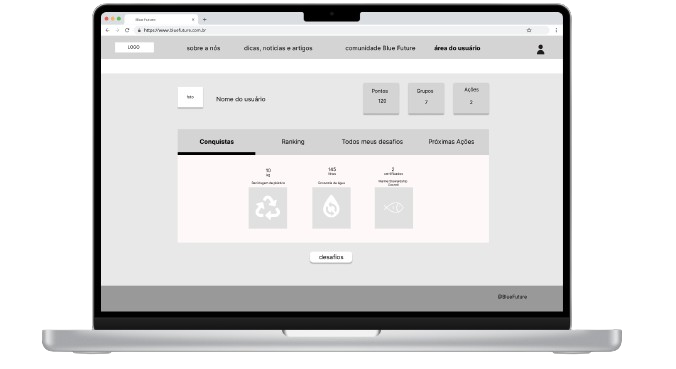 Blue Future
https://www.bluefuture.com.br
LOGO
sobre a nós
dicas, notícias e artigos
comunidade Blue Future
área do usuário
foto
Nome do usuário
Pontos
120
Grupos
7
Ações
2
Conquistas
Ranking
Todos meus desafios
Próximas Ações
10
kg
Reciclagem de plástico
145
litros
Economia de água
2
certificados
desafios
@BlueFuture